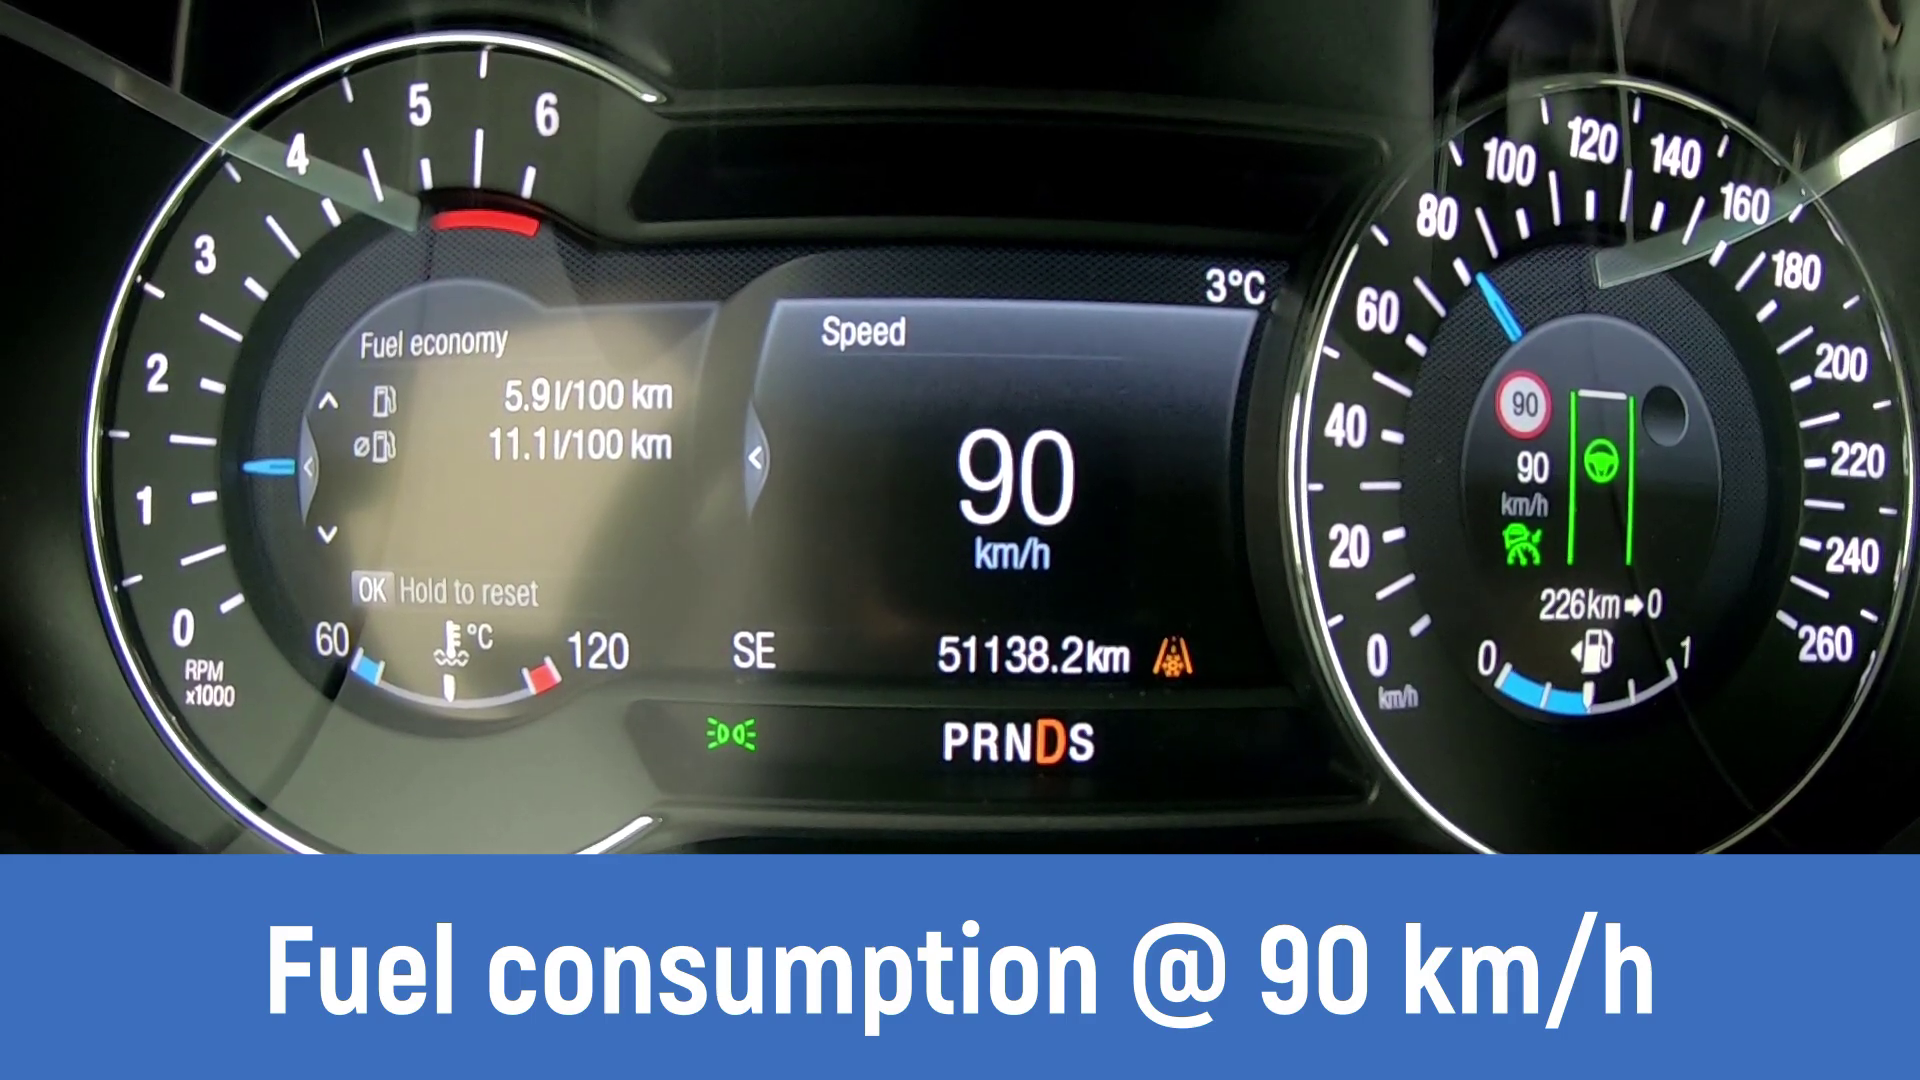 0
1
2
3
4
5
6
RPM
x1000
Fuel economy
5.9 l/100 km
⌀ 11.1 l/100 km
OK Hold to reset
60 °C 120
3°C
Speed
90
km/h
SE 51138.2km
PRNDS
0
20
40
60
80
100
120
140
160
180
200
220
240
260
km/h
90
90
km/h
226km➡0
0 1
Fuel consumption @ 90 km/h